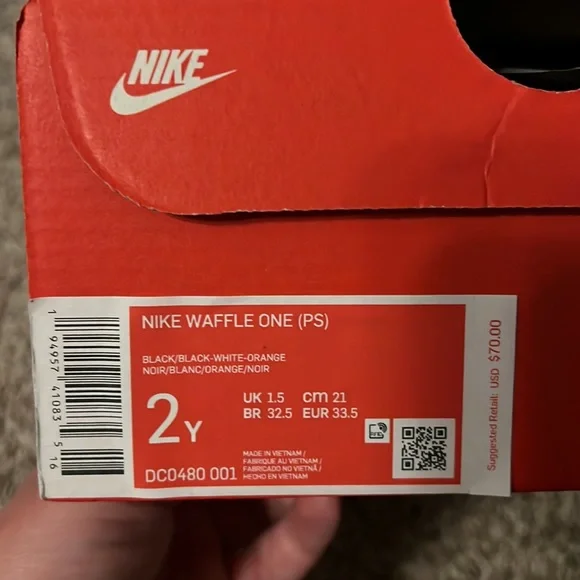 NIKE
NIKE WAFFLE ONE (PS)
BLACK/BLACK-WHITE-ORANGE
NOIR/BLANC/ORANGE/NOIR
2Y
UK 1.5 cm 21
BR 32.5 EUR 33.5
DC0480 001
MADE IN VIETNAM /
FABRIQUE AU VIETNAM /
FABRICADO NO VIETNÃ /
HECHO EN VIETNAM
Suggested Retail: USD $70.00
1 94957 41083 5 16